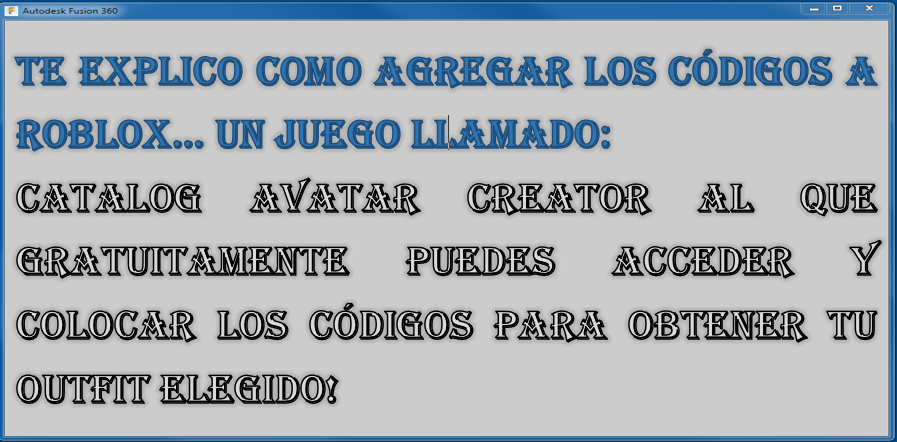 Autodesk Fusion 360
TE EXPLICO COMO AGREGAR LOS CÓDIGOS A
ROBLOX... UN JUEGO LLAMADO:
CATALOG AVATAR CREATOR AL QUE
GRATUITAMENTE PUEDES ACCEDER Y
COLOCAR LOS CÓDIGOS PARA OBTENER TU
OUTFIT ELEGIDO!